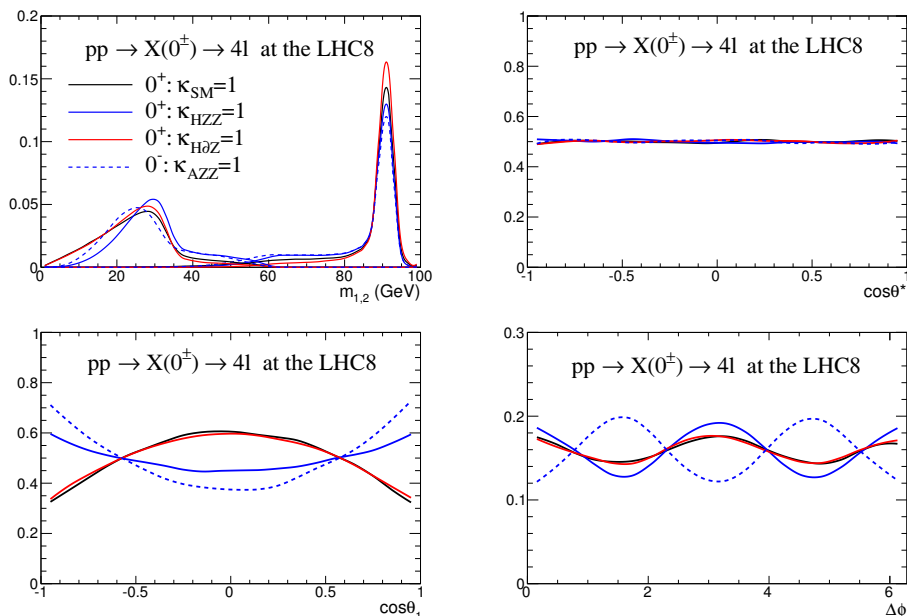 0.2
pp → X(0±) → 4l at the LHC8
0+: κSM=1
0+: κHZZ=1
0+: κH∂Z=1
0-: κAZZ=1
0.15
0.1
0.05
0
0 20 40 60 80 100
m1,2 (GeV)
1
pp → X(0±) → 4l at the LHC8
0.8
0.6
0.4
0.2
0
-1 -0.5 0 0.5 1
cosθ*
1
pp → X(0±) → 4l at the LHC8
0.8
0.6
0.4
0.2
0
-1 -0.5 0 0.5 1
cosθ1
0.3
pp → X(0±) → 4l at the LHC8
0.2
0.1
0
0 2 4 6
Δϕ